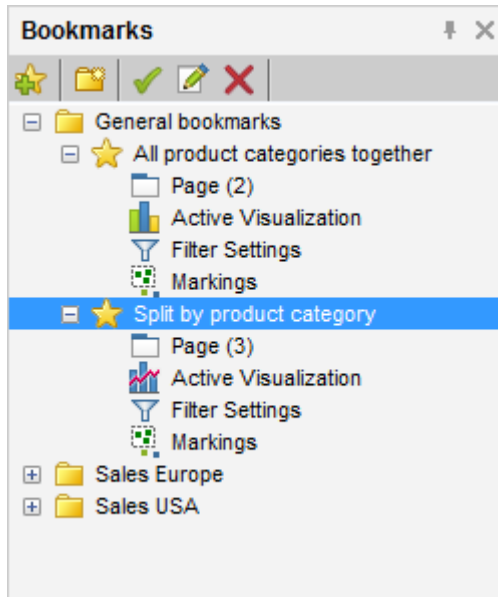 Bookmarks
General bookmarks
All product categories together
Page (2)
Active Visualization
Filter Settings
Markings
Split by product category
Page (3)
Active Visualization
Filter Settings
Markings
Sales Europe
Sales USA